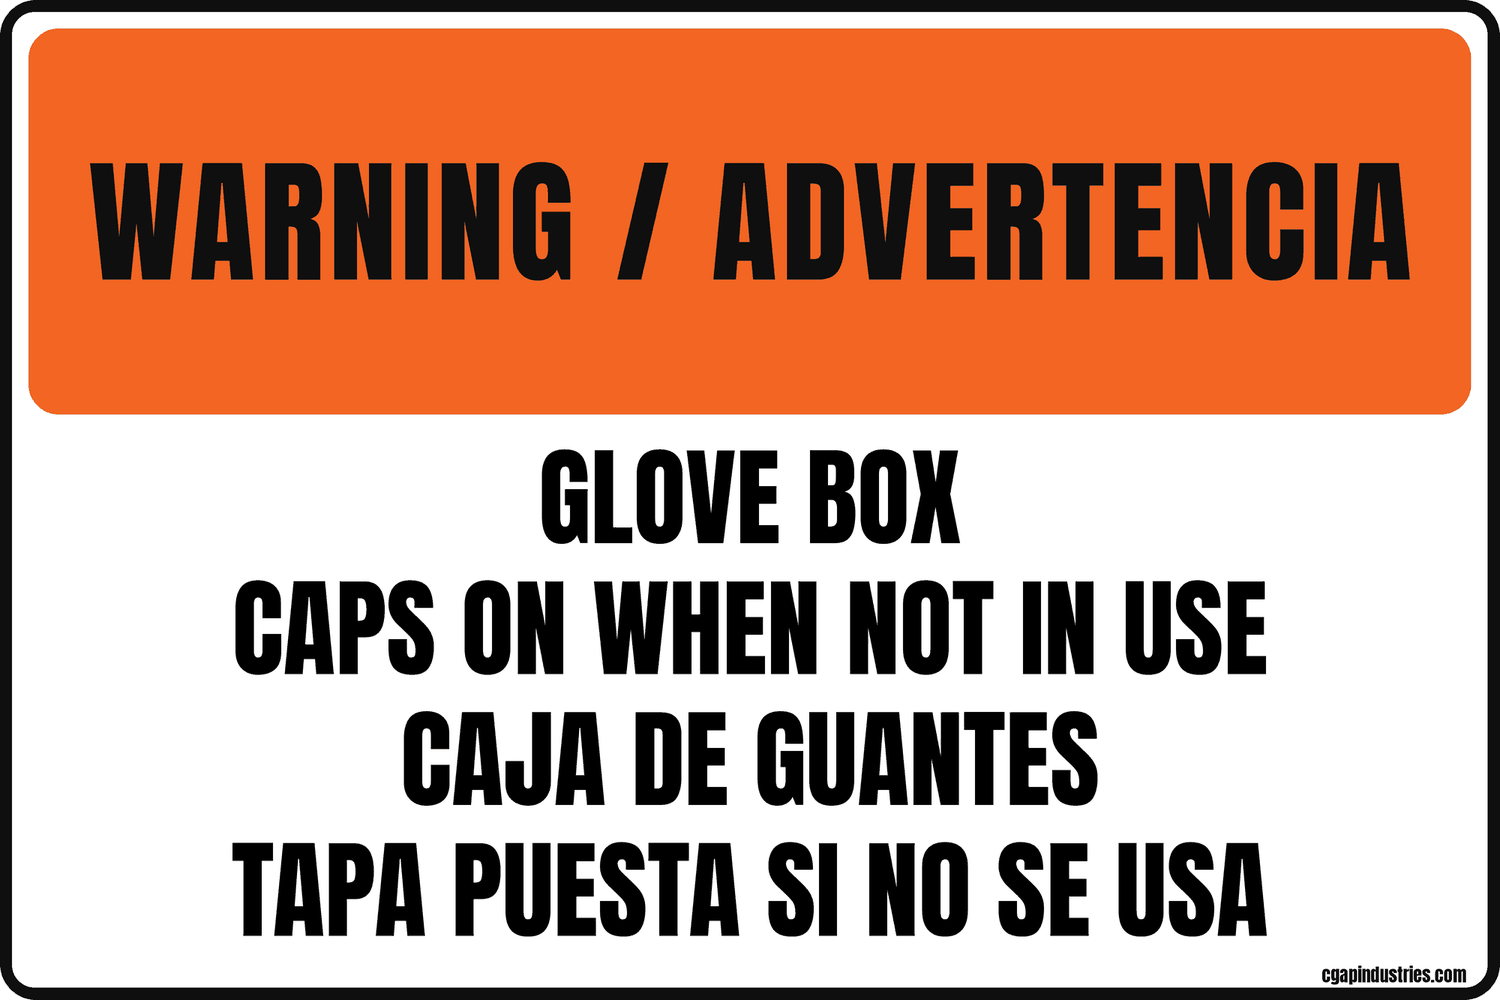 WARNING / ADVERTENCIA
GLOVE BOX
CAPS ON WHEN NOT IN USE
CAJA DE GUANTES
TAPA PUESTA SI NO SE USA
cgapindustries.com